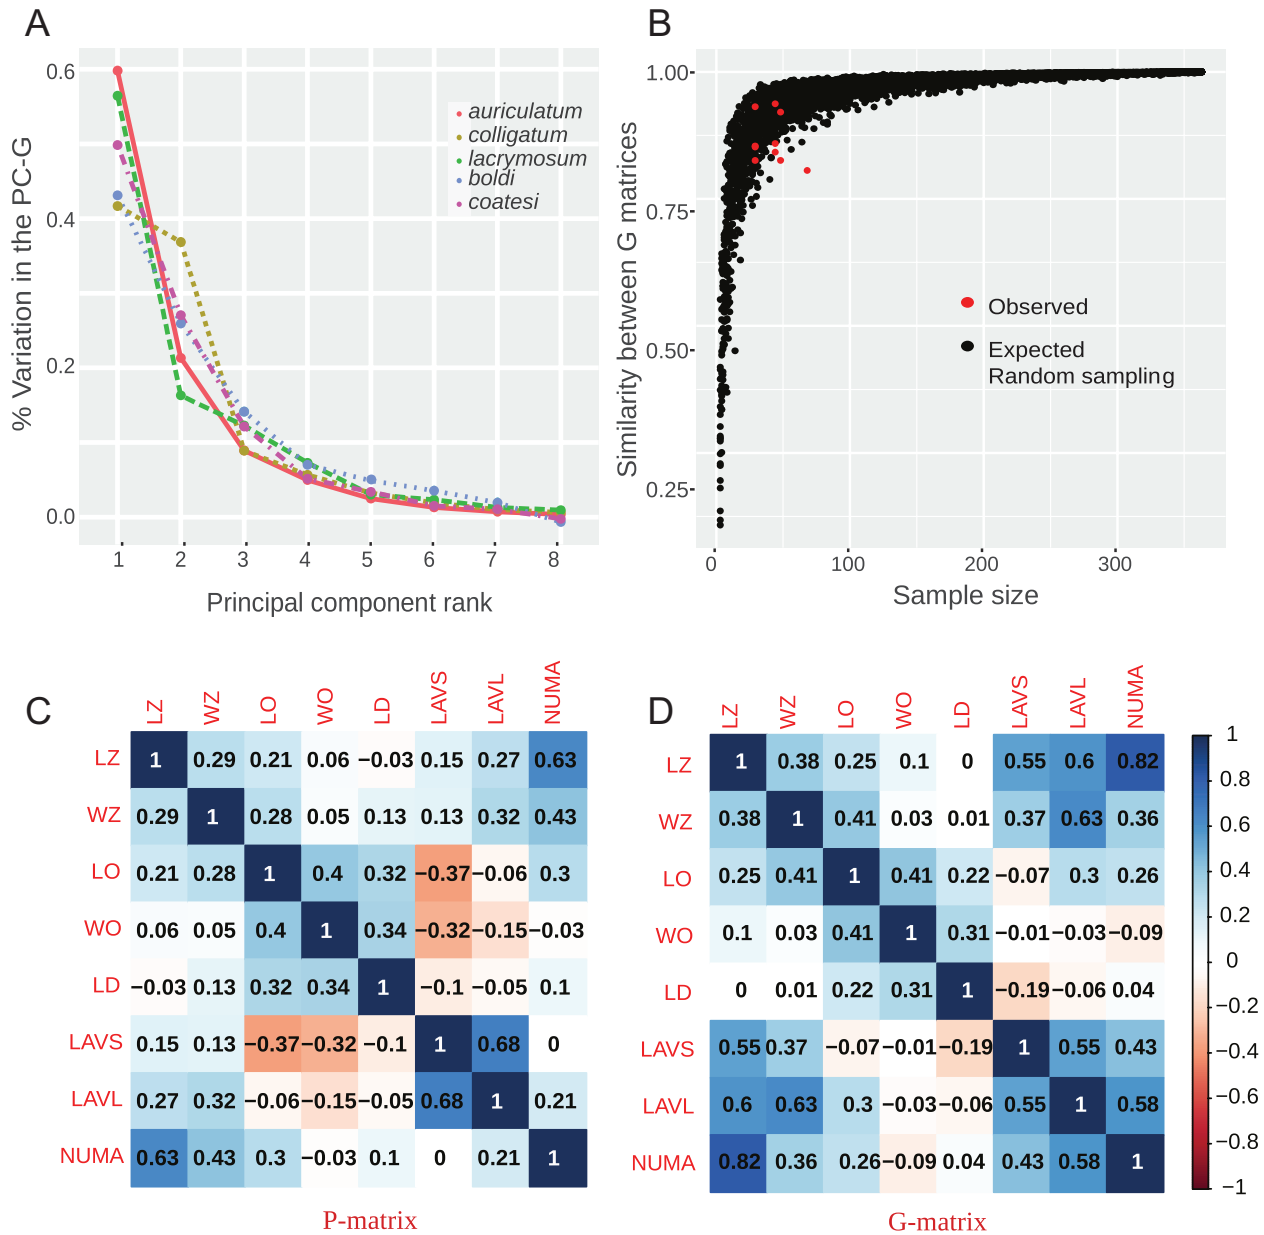 A
% Variation in the PC-G
0.6
0.4
0.2
0.0
auriculatum
colligatum
lacrymosum
boldi
coatesi
1 2 3 4 5 6 7 8
Principal component rank
B
Similarity between G matrices
1.00
0.75
0.50
0.25
Observed
Expected
Random sampling
0 100 200 300
Sample size
C
LZ WZ LO WO LD LAVS LAVL NUMA
LZ 1 0.29 0.21 0.06 −0.03 0.15 0.27 0.63
WZ 0.29 1 0.28 0.05 0.13 0.13 0.32 0.43
LO 0.21 0.28 1 0.4 0.32 −0.37 −0.06 0.3
WO 0.06 0.05 0.4 1 0.34 −0.32 −0.15 −0.03
LD −0.03 0.13 0.32 0.34 1 −0.1 −0.05 0.1
LAVS 0.15 0.13 −0.37 −0.32 −0.1 1 0.68 0
LAVL 0.27 0.32 −0.06 −0.15 −0.05 0.68 1 0.21
NUMA 0.63 0.43 0.3 −0.03 0.1 0 0.21 1
P-matrix
D
LZ WZ LO WO LD LAVS LAVL NUMA
LZ 1 0.38 0.25 0.1 0 0.55 0.6 0.82
WZ 0.38 1 0.41 0.03 0.01 0.37 0.63 0.36
LO 0.25 0.41 1 0.41 0.22 −0.07 0.3 0.26
WO 0.1 0.03 0.41 1 0.31 −0.01 −0.03 −0.09
LD 0 0.01 0.22 0.31 1 −0.19 −0.06 0.04
LAVS 0.55 0.37 −0.07 −0.01 −0.19 1 0.55 0.43
LAVL 0.6 0.63 0.3 −0.03 −0.06 0.55 1 0.58
NUMA 0.82 0.36 0.26 −0.09 0.04 0.43 0.58 1
G-matrix
1
0.8
0.6
0.4
0.2
0
−0.2
−0.4
−0.6
−0.8
−1